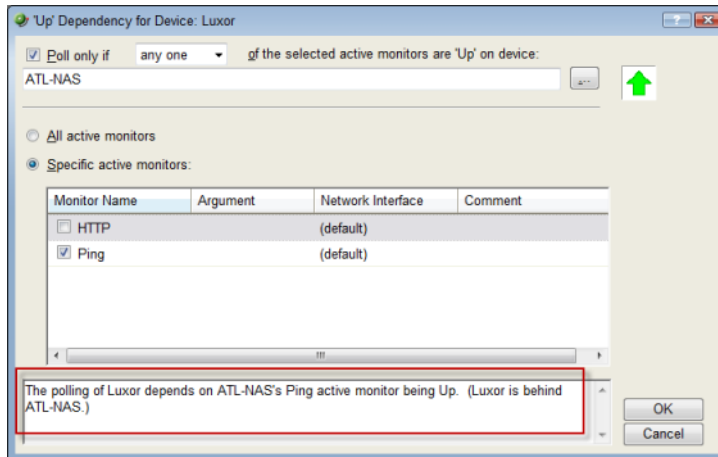 'Up' Dependency for Device: Luxor
Poll only if any one of the selected active monitors are 'Up' on device:
ATL-NAS
...
All active monitors
Specific active monitors:
Monitor Name Argument Network Interface Comment
HTTP (default)
Ping (default)
The polling of Luxor depends on ATL-NAS's Ping active monitor being Up. (Luxor is behind
ATL-NAS.)
OK
Cancel